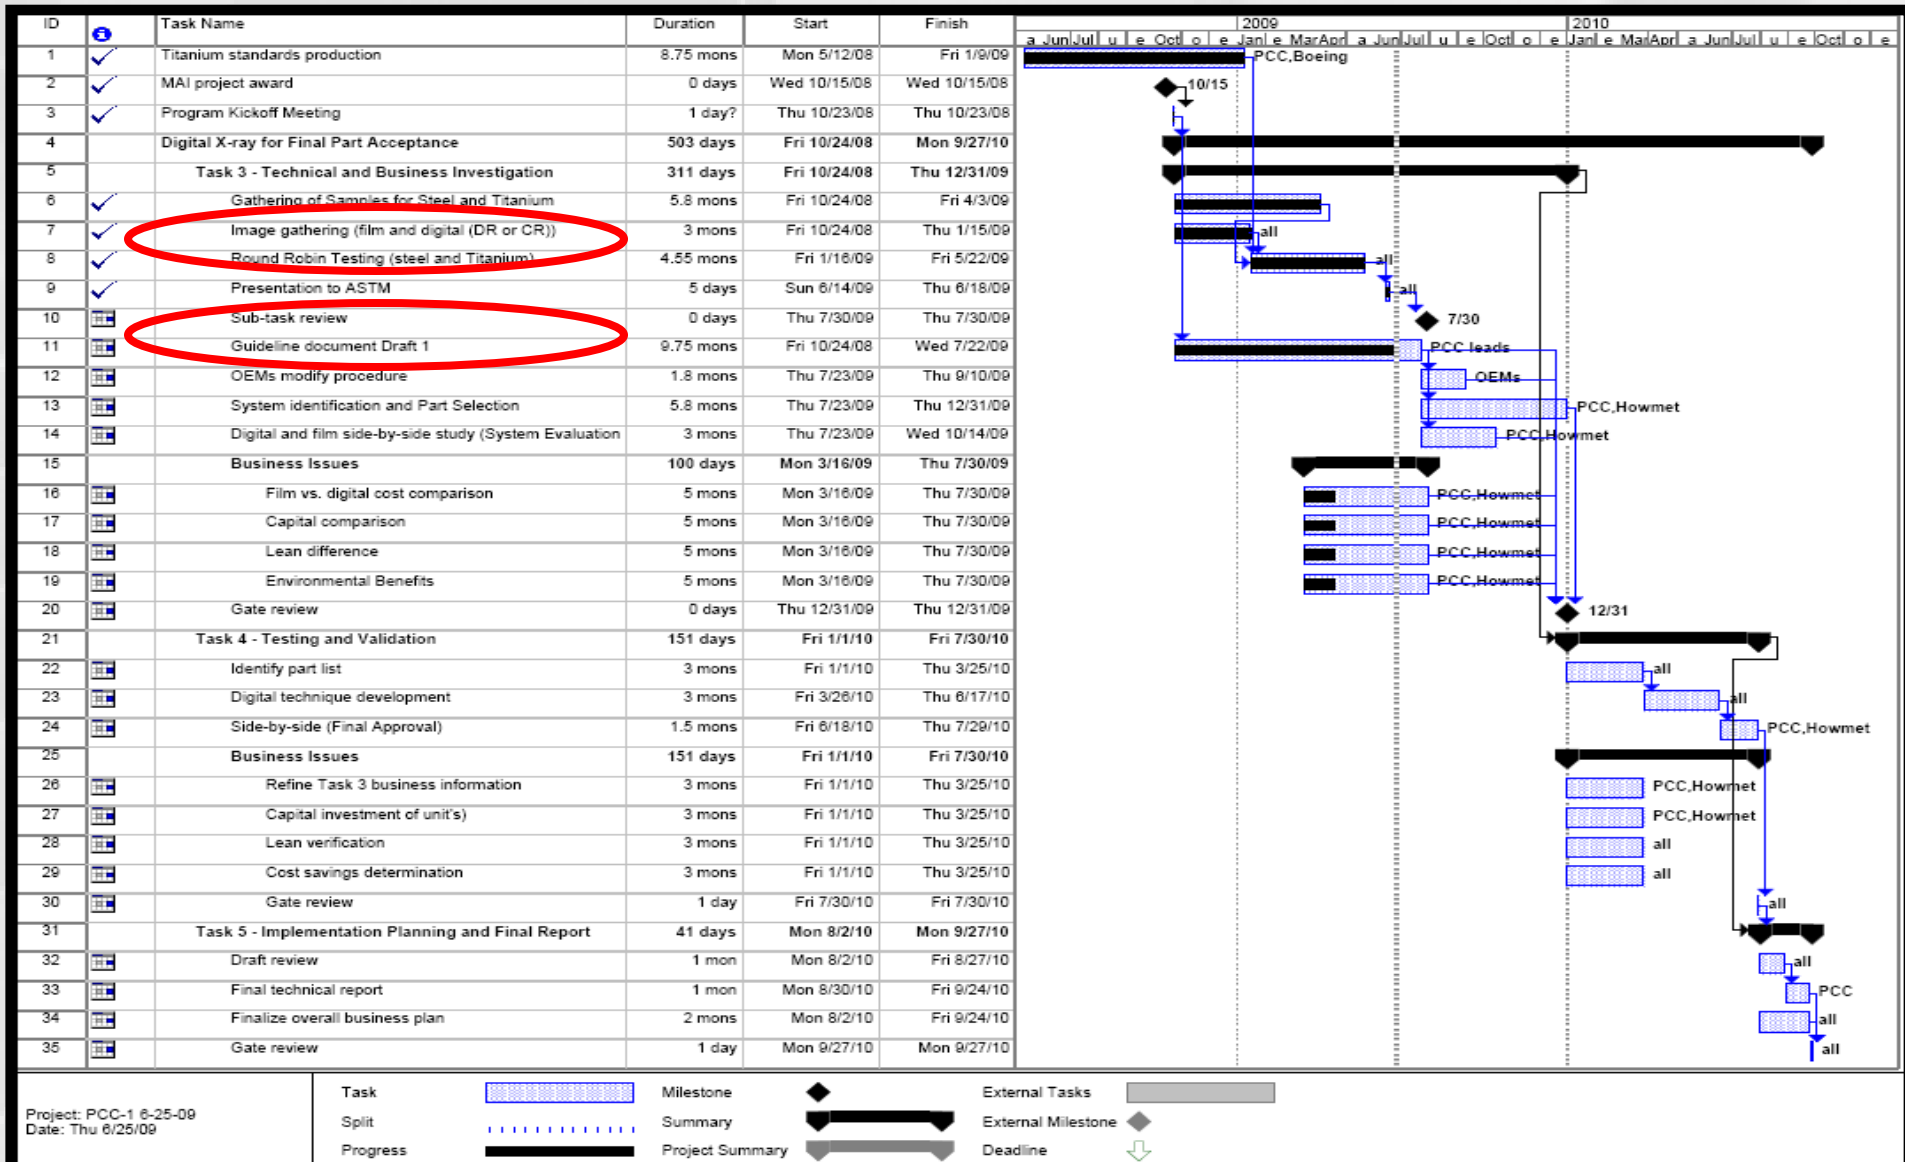 ID Task Name Duration Start Finish 2009 2010
a Jun Jul u e Oct o e Jan e Mar Apr a Jun Jul u e Oct o e Jan e Mar Apr a Jun Jul u e Oct o e
1 Titanium standards production 8.75 mons Mon 5/12/08 Fri 1/9/09 PCC,Boeing
2 MAI project award 0 days Wed 10/15/08 Wed 10/15/08 10/15
3 Program Kickoff Meeting 1 day? Thu 10/23/08 Thu 10/23/08
4 Digital X-ray for Final Part Acceptance 503 days Fri 10/24/08 Mon 9/27/10
5 Task 3 - Technical and Business Investigation 311 days Fri 10/24/08 Thu 12/31/09
6 Gathering of Samples for Steel and Titanium 5.8 mons Fri 10/24/08 Fri 4/3/09
7 Image gathering (film and digital (DR or CR)) 3 mons Fri 10/24/08 Thu 1/15/09 all
8 Round Robin Testing (steel and Titanium) 4.55 mons Fri 1/16/09 Fri 5/22/09 all
9 Presentation to ASTM 5 days Sun 6/14/09 Thu 6/18/09 all
10 Sub-task review 0 days Thu 7/30/09 Thu 7/30/09 7/30
11 Guideline document Draft 1 9.75 mons Fri 10/24/08 Wed 7/22/09 PCC leads
12 OEMs modify procedure 1.8 mons Thu 7/23/09 Thu 9/10/09 OEMs
13 System identification and Part Selection 5.8 mons Thu 7/23/09 Thu 12/31/09 PCC,Howmet
14 Digital and film side-by-side study (System Evaluation 3 mons Thu 7/23/09 Wed 10/14/09 PCC,Howmet
15 Business Issues 100 days Mon 3/16/09 Thu 7/30/09
16 Film vs. digital cost comparison 5 mons Mon 3/16/09 Thu 7/30/09 PCC,Howmet
17 Capital comparison 5 mons Mon 3/16/09 Thu 7/30/09 PCC,Howmet
18 Lean difference 5 mons Mon 3/16/09 Thu 7/30/09 PCC,Howmet
19 Environmental Benefits 5 mons Mon 3/16/09 Thu 7/30/09 PCC,Howmet
20 Gate review 0 days Thu 12/31/09 Thu 12/31/09 12/31
21 Task 4 - Testing and Validation 151 days Fri 1/1/10 Fri 7/30/10
22 Identify part list 3 mons Fri 1/1/10 Thu 3/25/10 all
23 Digital technique development 3 mons Fri 3/26/10 Thu 6/17/10 all
24 Side-by-side (Final Approval) 1.5 mons Fri 6/18/10 Thu 7/29/10 PCC,Howmet
25 Business Issues 151 days Fri 1/1/10 Fri 7/30/10
26 Refine Task 3 business information 3 mons Fri 1/1/10 Thu 3/25/10 PCC,Howmet
27 Capital investment of unit's) 3 mons Fri 1/1/10 Thu 3/25/10 PCC,Howmet
28 Lean verification 3 mons Fri 1/1/10 Thu 3/25/10 all
29 Cost savings determination 3 mons Fri 1/1/10 Thu 3/25/10 all
30 Gate review 1 day Fri 7/30/10 Fri 7/30/10 all
31 Task 5 - Implementation Planning and Final Report 41 days Mon 8/2/10 Mon 9/27/10
32 Draft review 1 mon Mon 8/2/10 Fri 8/27/10 all
33 Final technical report 1 mon Mon 8/30/10 Fri 9/24/10 PCC
34 Finalize overall business plan 2 mons Mon 8/2/10 Fri 9/24/10 all
35 Gate review 1 day Mon 9/27/10 Mon 9/27/10 all
Project: PCC-1 6-25-09
Date: Thu 6/25/09
Task Milestone External Tasks
Split Summary External Milestone
Progress Project Summary Deadline